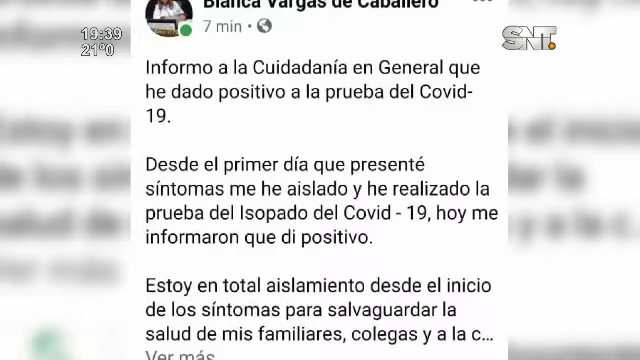 Blanca Vargas de Caballero
7 min
19:39
21°0
SNT.
Informo a la Cuidadanía en General que
he dado positivo a la prueba del Covid-
19.
Desde el primer día que presenté
síntomas me he aislado y he realizado la
prueba del Isopado del Covid - 19, hoy me
informaron que di positivo.
Estoy en total aislamiento desde el inicio
de los síntomas para salvaguardar la
salud de mis familiares, colegas y a la c...
Ver más